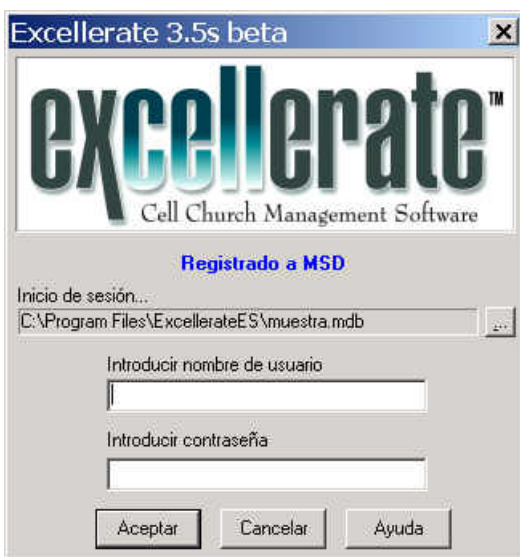 Excellerate 3.5s beta
excellerate™
Cell Church Management Software
Registrado a MSD
Inicio de sesión...
C:\Program Files\ExcellerateES\muestra.mdb
...
Introducir nombre de usuario
Introducir contraseña
Aceptar Cancelar Ayuda